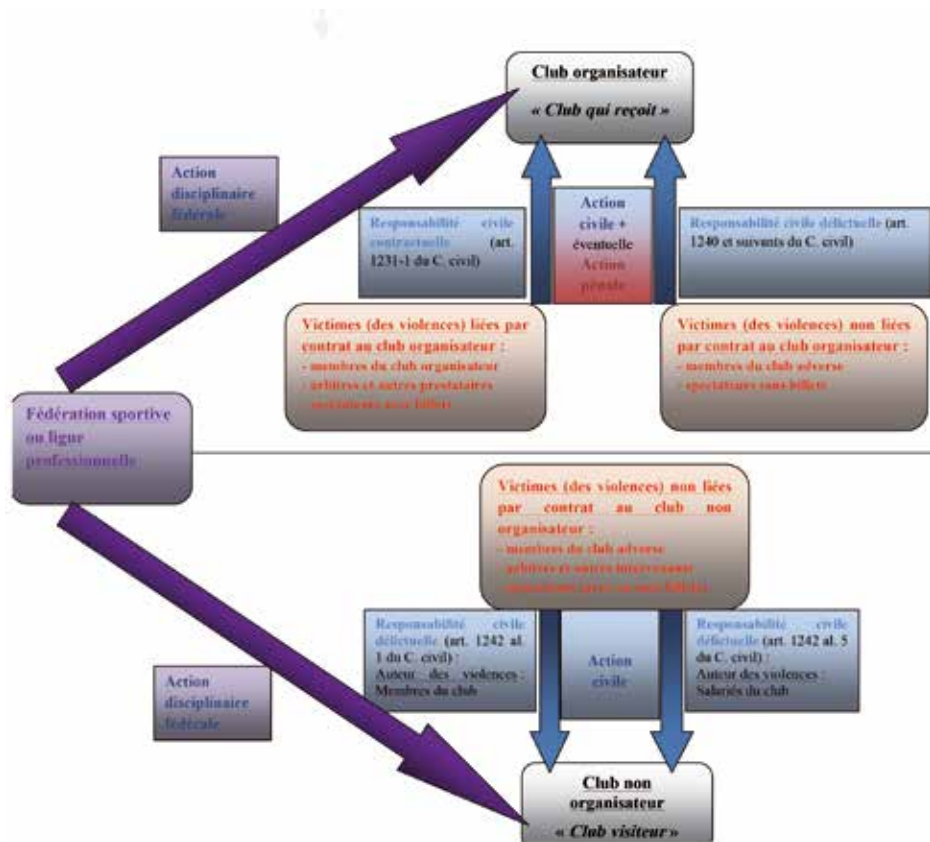 Club organisateur
« Club qui reçoit »
Action
disciplinaire
fédérale
Responsabilité civile
contractuelle (art.
1231-1 du C. civil)
Action
civile +
éventuelle
Action
pénale
Responsabilité civile délictuelle (art.
1240 et suivants du C. civil)
Victimes (des violences) liées par
contrat au club organisateur :
- membres du club organisateur
- arbitres et autres prestataires
- spectateurs avec billets
Victimes (des violences) non liées
par contrat au club organisateur :
- membres du club adverse
- spectateurs sans billets
Fédération sportive
ou ligue
professionnelle
Victimes (des violences) non liées
par contrat au club non
organisateur :
- membres du club adverse
- arbitres et autres intervenants
- spectateurs avec ou sans billets
Responsabilité civile
délictuelle (art. 1242 al.
1 du C. civil) :
Auteur des violences :
Membres du club
Action
civile
Responsabilité civile
délictuelle (art. 1242 al. 5
du C. civil) :
Auteur des violences :
Salariés du club
Action
disciplinaire
fédérale
Club non
organisateur
« Club visiteur »